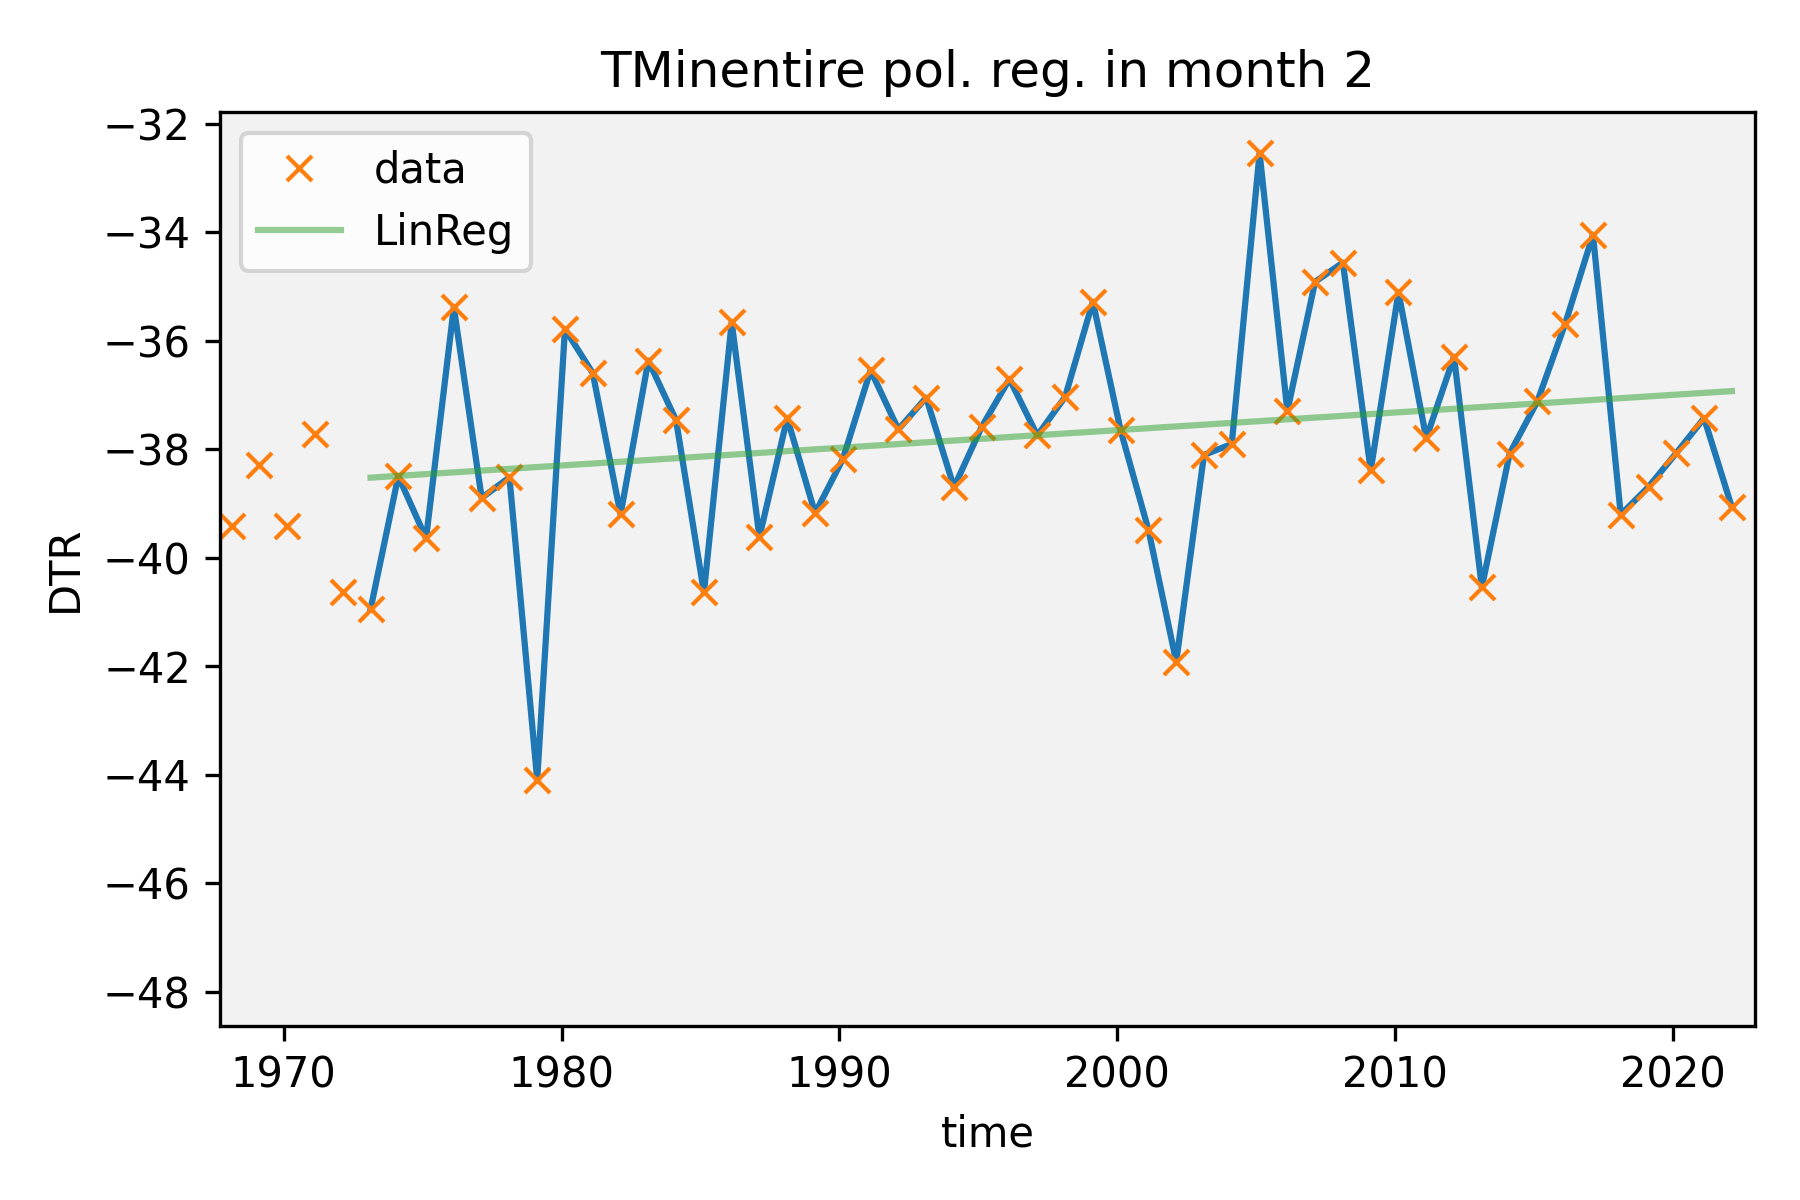 TMinentire pol. reg. in month 2
data
LinReg
−32
−34
−36
−38
−40
−42
−44
−46
−48
DTR
1970 1980 1990 2000 2010 2020
time